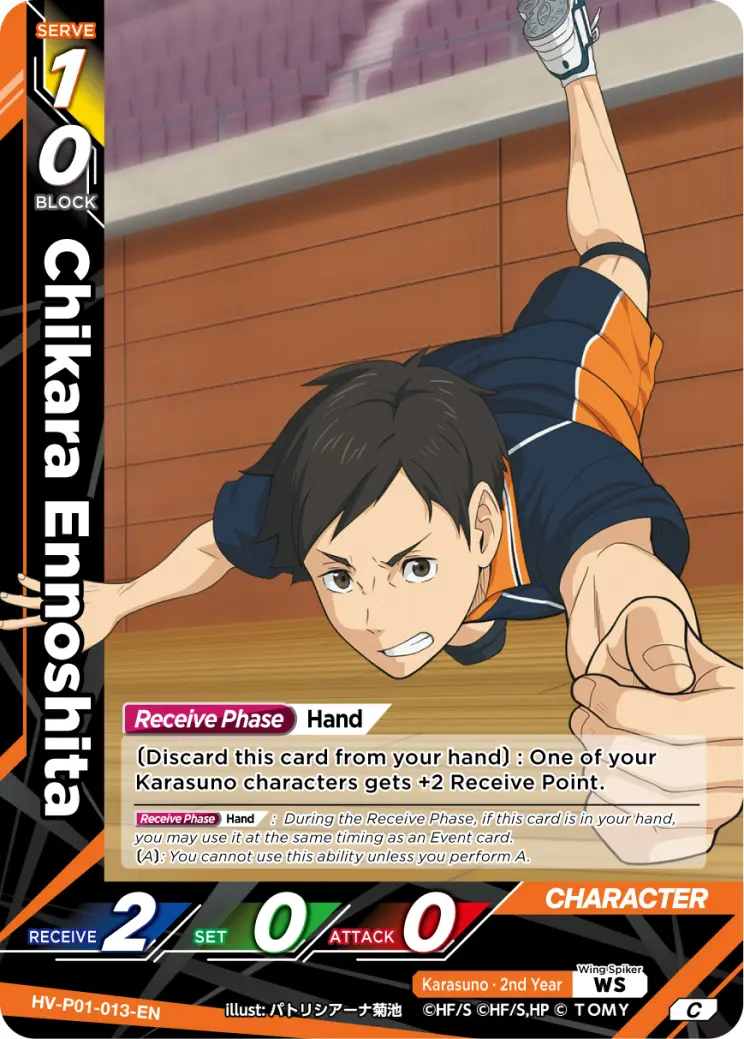 SERVE
1
0
BLOCK
Chikara Ennoshita
Receive Phase Hand
(Discard this card from your hand) : One of your
Karasuno characters gets +2 Receive Point.
Receive Phase Hand : During the Receive Phase, if this card is in your hand,
you may use it at the same timing as an Event card.
(A): You cannot use this ability unless you perform A.
CHARACTER
RECEIVE 2 SET 0 ATTACK 0
Karasuno · 2nd Year
Wing Spiker
WS
HV-P01-013-EN
illust: パトリシアーナ菊池 ©HF/S ©HF/S,HP © TOMY
C